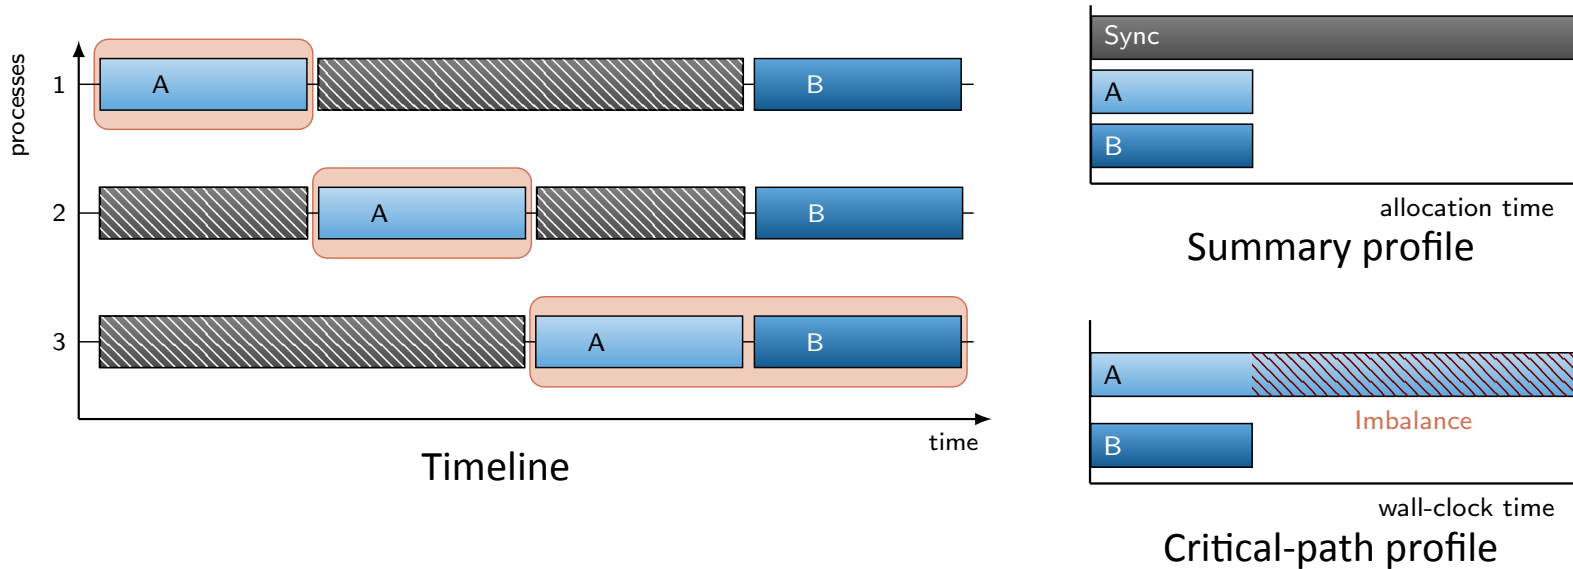 processes
1
A
B
2
A
B
3
A
B
time
Timeline
Sync
A
B
allocation time
Summary profile
A
Imbalance
B
wall-clock time
Critical-path profile